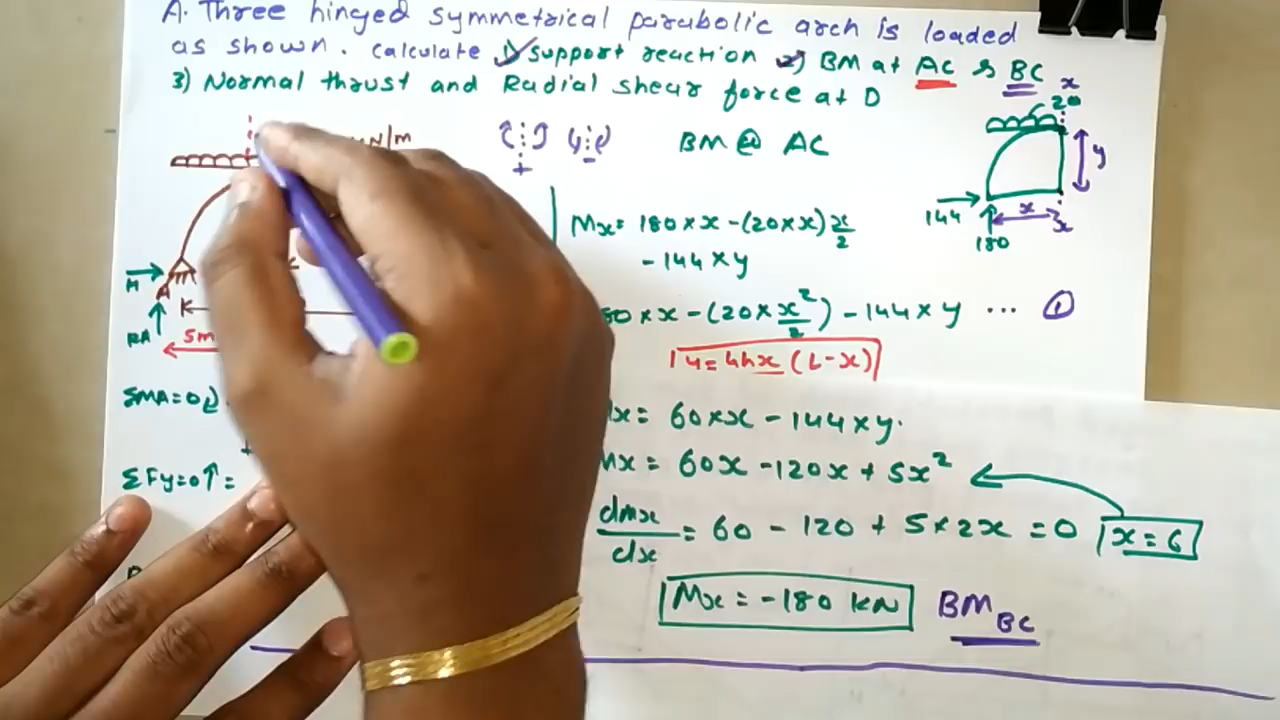 A. Three hinged symmetrical parabolic arch is loaded
as shown. calculate 1) support reaction 2) BM at AC & BC
3) Normal thrust and Radial shear force at D
kN/m
BM @ AC
x
20
y
x
x
144
180
+
-
Mx= 180×x-(20×x)x/2
-144×y
80×x-(20×x²/2)-144×y ... ①
y=4hx(L-x)
H
A
RA
5m
ΣMA=0
ΣFy=0↑=
x= 60×x-144×y.
Mx= 60x-120x+5x²
dmx/dx = 60-120+5×2x=0 x=6
Mx=-180 kN BM BC